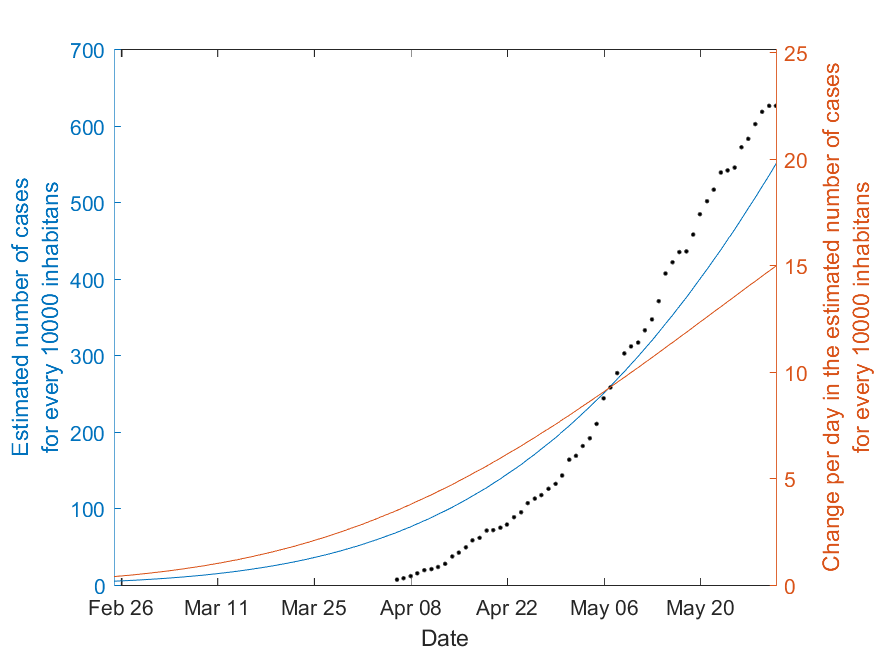 700
600
500
400
300
200
100
0
Estimated number of cases
for every 10000 inhabitans
25
20
15
10
5
0
Change per day in the estimated number of cases
for every 10000 inhabitans
Feb 26
Mar 11
Mar 25
Apr 08
Apr 22
May 06
May 20
Date